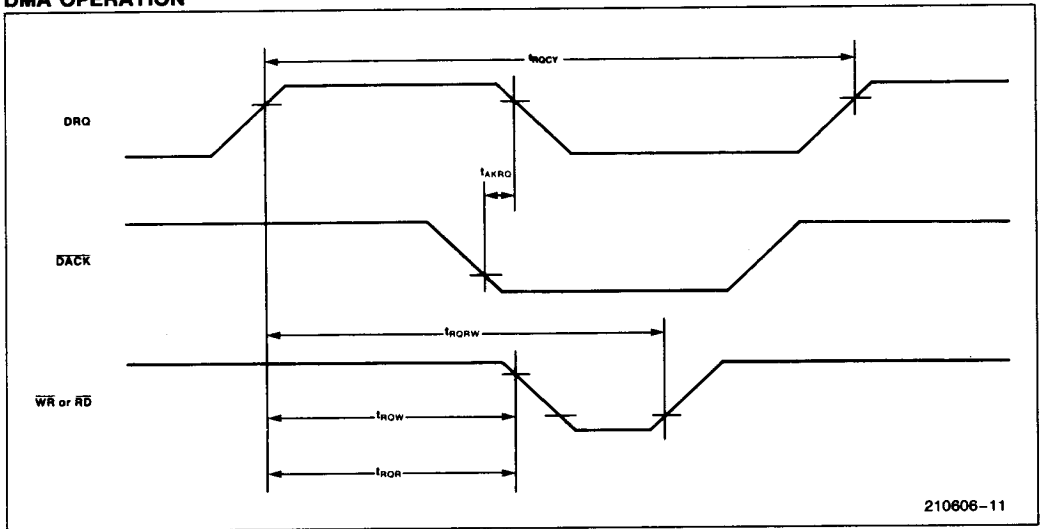 DMA OPERATION
tRQCY
DRQ
tAKRQ
DACK
tRQRW
WR or RD
tRQW
tRQR
210606-11